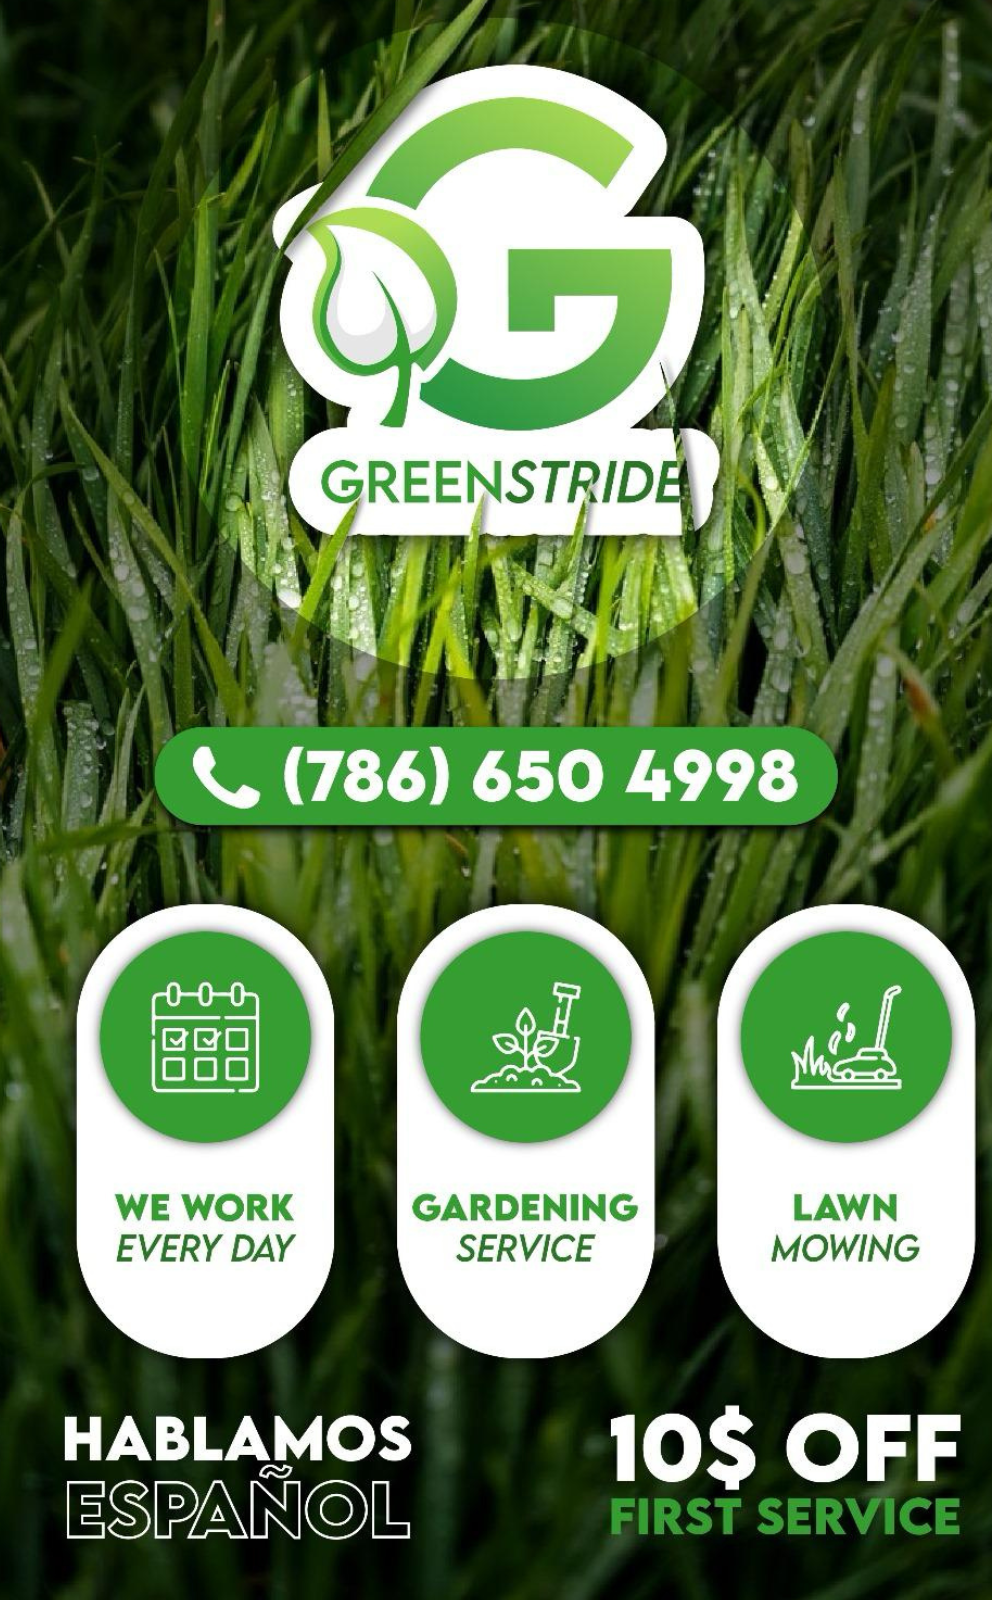 G
GREENSTRIDE
(786) 650 4998
WE WORK
EVERY DAY
GARDENING
SERVICE
LAWN
MOWING
HABLAMOS
ESPAÑOL
10$ OFF
FIRST SERVICE